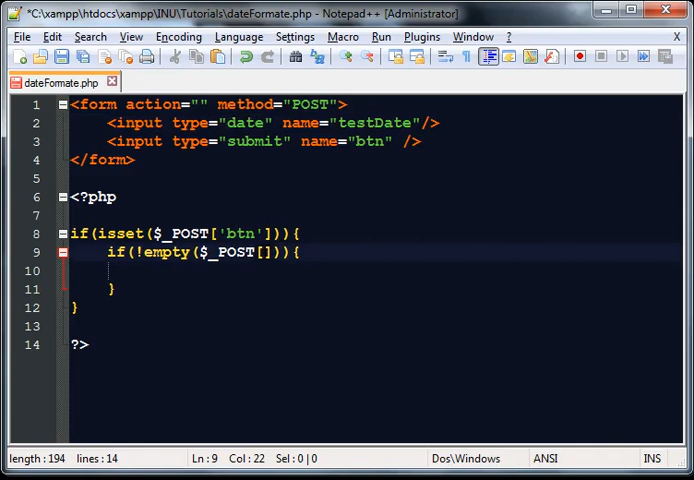 *C:\xampp\htdocs\xampp\INU\Tutorials\dateFormate.php - Notepad++ [Administrator]
File Edit Search View Encoding Language Settings Macro Run Plugins Window ? X
dateFormate.php
1 <form action="" method="POST">
2 <input type="date" name="testDate"/>
3 <input type="submit" name="btn" />
4 </form>
5
6 <?php
7
8 if(isset($_POST['btn'])){
9 if(!empty($_POST[])){
10
11 }
12 }
13
14 ?>
length : 194 lines : 14 Ln : 9 Col : 22 Sel : 0 | 0 Dos\Windows ANSI INS